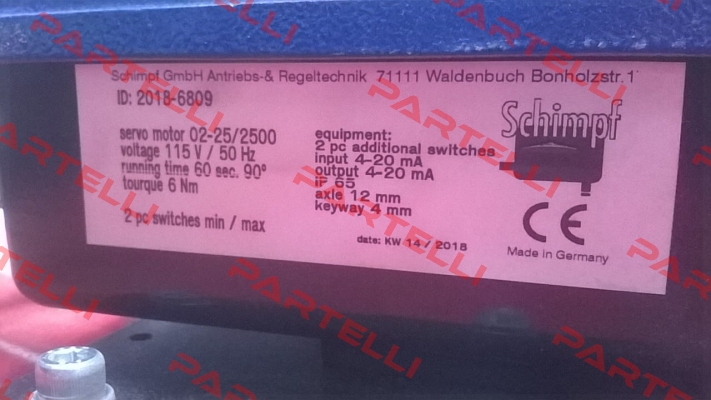 Schimpf GmbH Antriebs-& Regeltechnik 71111 Waldenbuch Bonholzstr.1
ID: 2018-6809
servo motor 02-25/2500
voltage 115 V / 50 Hz
running time 60 sec. 90°
tourque 6 Nm
2 pc switches min / max
equipment:
2 pc additional switches
input 4-20 mA
output 4-20 mA
IP 65
axle 12 mm
keyway 4 mm
date: KW 14 / 2018
Schimpf
CE
Made in Germany
PARTELLI
PARTELLI
PARTELLI
PARTELLI
PARTELLI
PARTELLI
PARTELLI
PARTELLI
PARTELLI